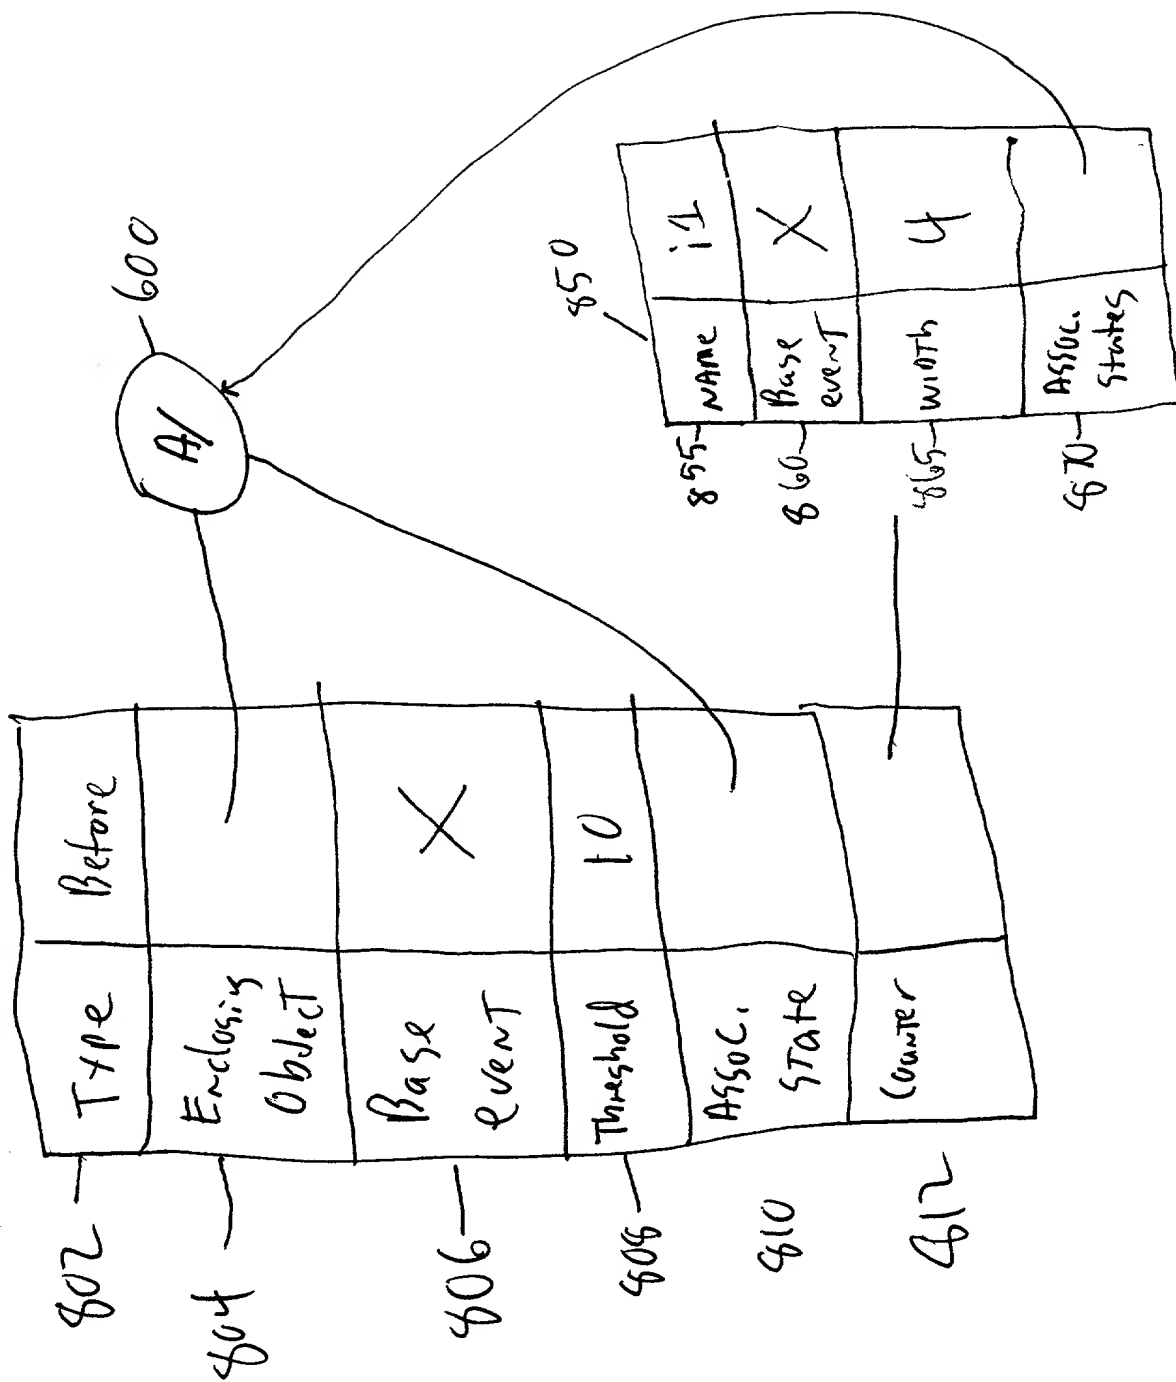 802
Type
Before
804
Enclosing
Object
806
Base
event
X
808
Threshold
10
810
Assoc.
State
812
Counter
A1
600
850
855
NAMe
i1
860
Base
event
X
865
WIDTh
4
870
Assoc.
States